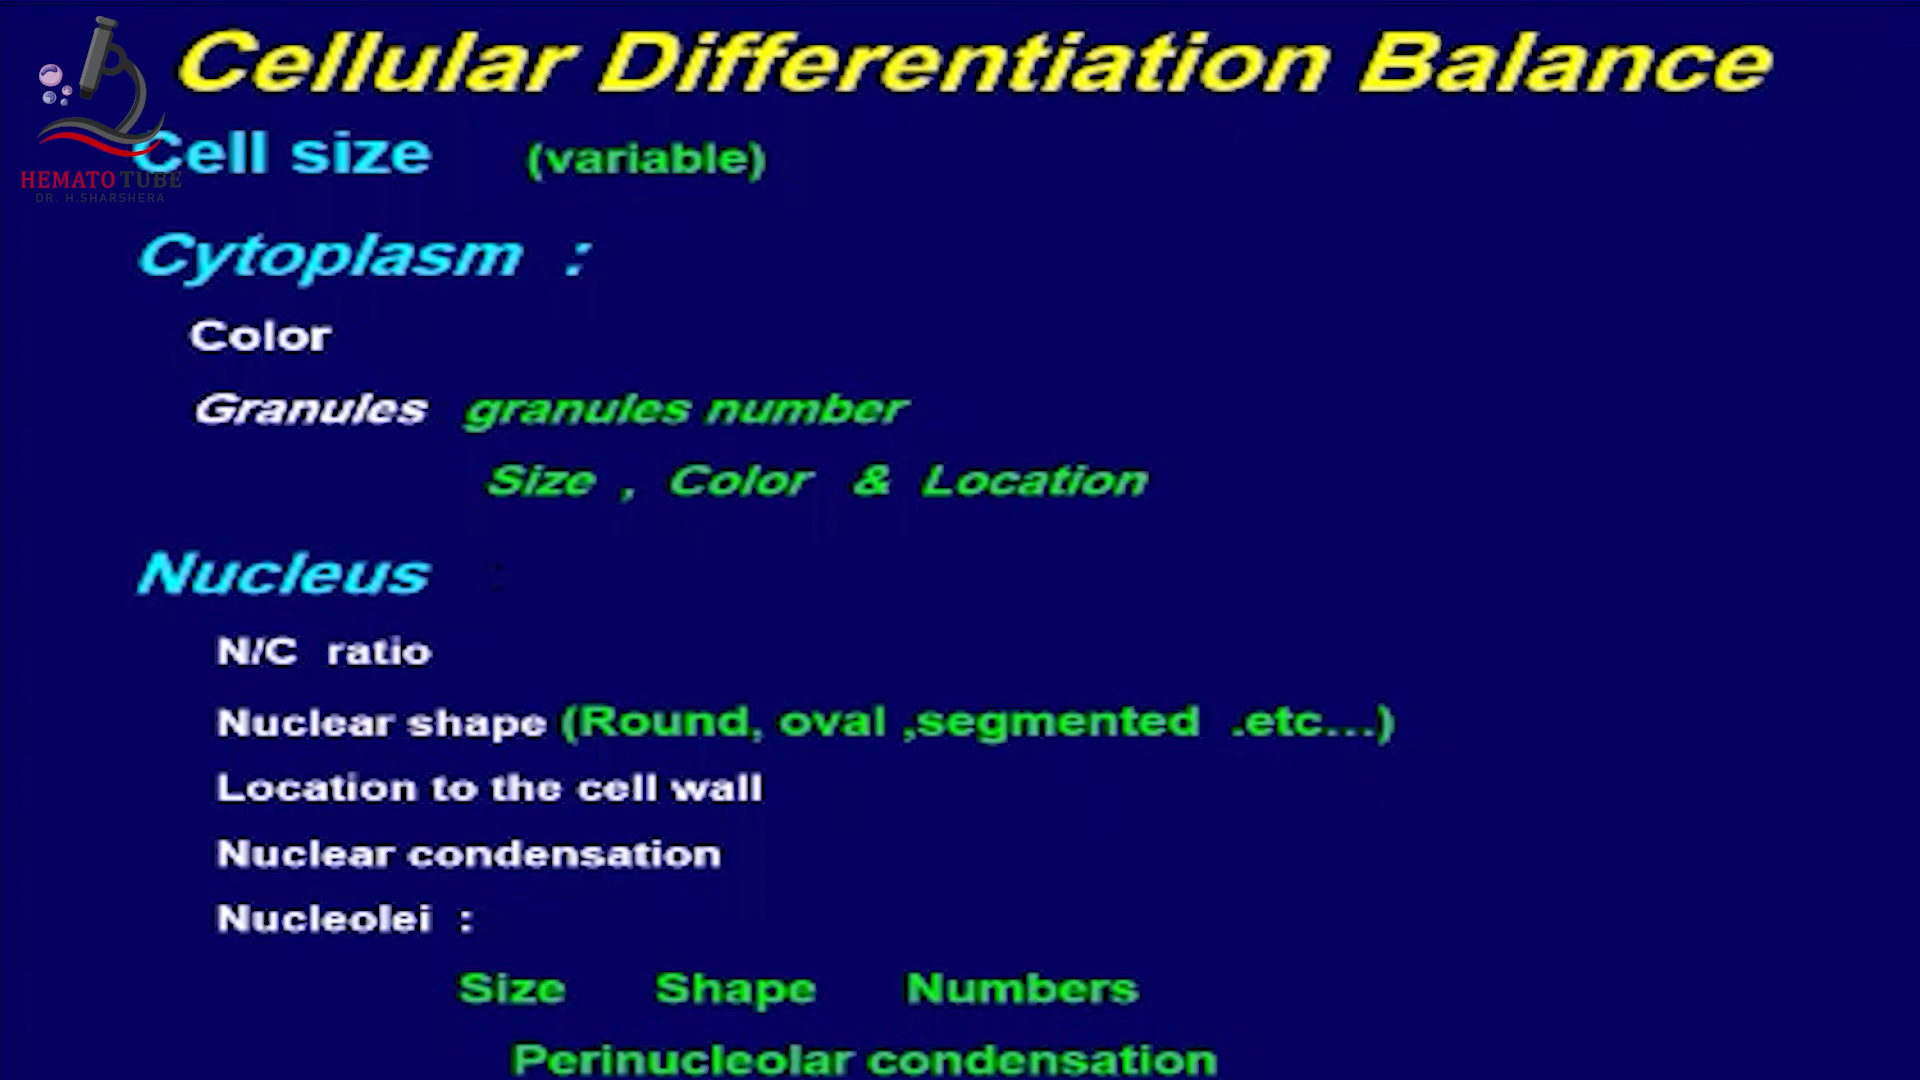 Cellular Differentiation Balance
Cell size (variable)
HEMATO TUBE
DR. H.SHARSHERA
Cytoplasm :
Color
Granules granules number
Size , Color & Location
Nucleus :
N/C ratio
Nuclear shape (Round, oval ,segmented .etc...)
Location to the cell wall
Nuclear condensation
Nucleolei :
Size Shape Numbers
Perinucleolar condensation